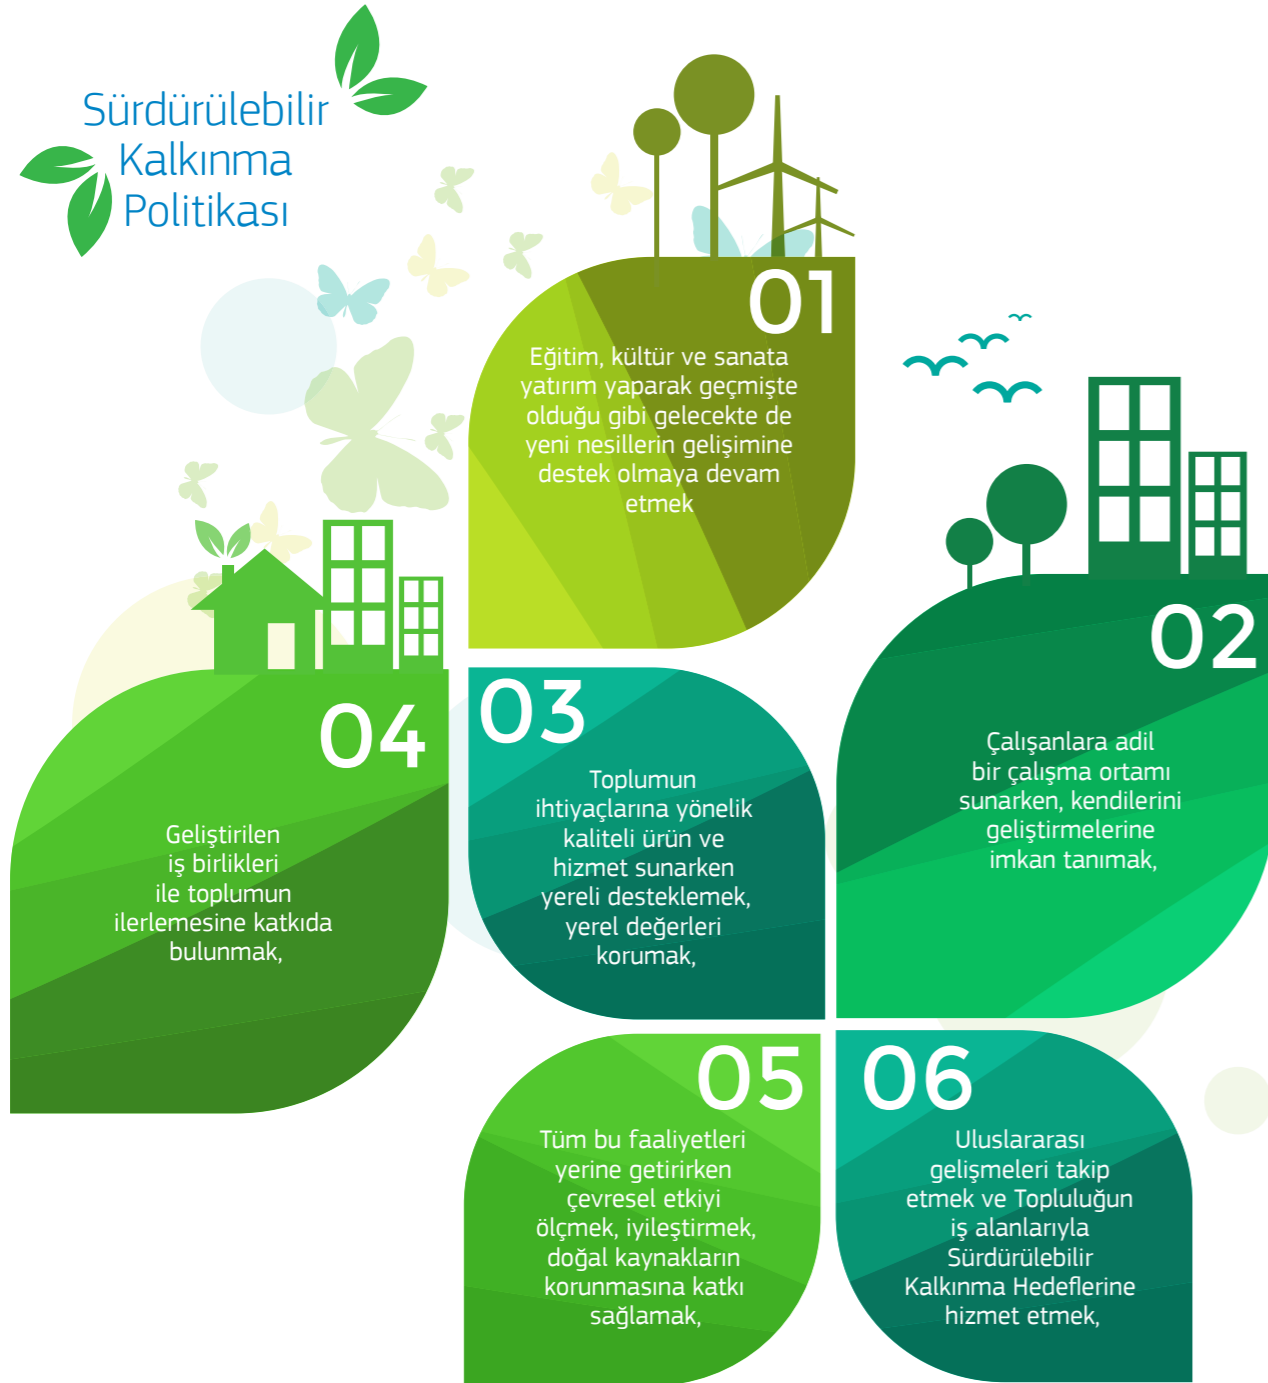 Sürdürülebilir
Kalkınma
Politikası
01
Eğitim, kültür ve sanata
yatırım yaparak geçmişte
olduğu gibi gelecekte de
yeni nesillerin gelişimine
destek olmaya devam
etmek
02
Çalışanlara adil
bir çalışma ortamı
sunarken, kendilerini
geliştirmelerine
imkan tanımak,
03
Toplumun
ihtiyaçlarına yönelik
kaliteli ürün ve
hizmet sunarken
yereli desteklemek,
yerel değerleri
korumak,
04
Geliştirilen
iş birlikleri
ile toplumun
ilerlemesine katkıda
bulunmak,
05
Tüm bu faaliyetleri
yerine getirirken
çevresel etkiyi
ölçmek, iyileştirmek,
doğal kaynakların
korunmasına katkı
sağlamak,
06
Uluslararası
gelişmeleri takip
etmek ve Topluluğun
iş alanlarıyla
Sürdürülebilir
Kalkınma Hedeflerine
hizmet etmek,